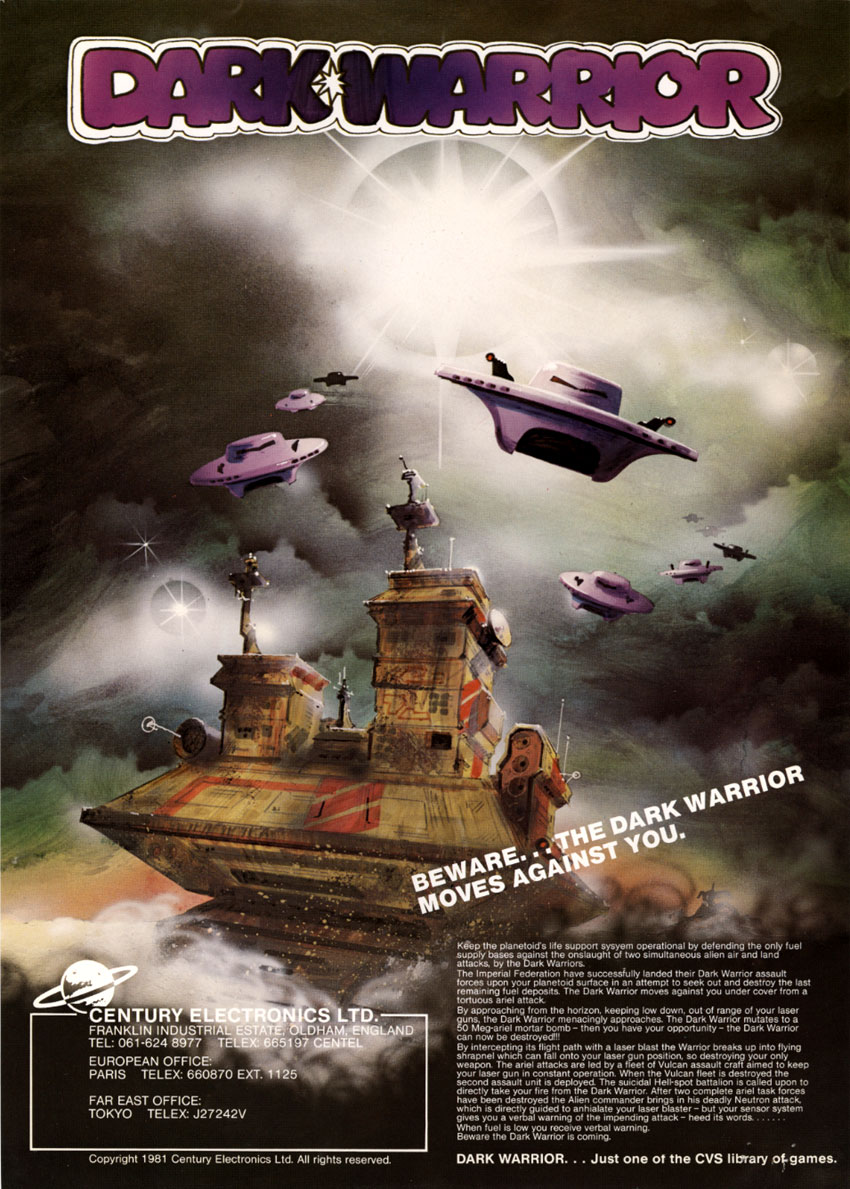 DARK WARRIOR
BEWARE. . . THE DARK WARRIOR
MOVES AGAINST YOU.
Keep the planetoid's life support sysyem operational by defending the only fuel
supply bases against the onslaught of two simultaneous alien air and land
attacks, by the Dark Warriors.
The Imperial Federation have successfully landed their Dark Warrior assault
forces upon your planetoid surface in an attempt to seek out and destroy the last
remaining fuel deposits. The Dark Warrior moves against you under cover from a
tortuous ariel attack.
By approaching from the horizon, keeping low down, out of range of your laser
guns, the Dark Warrior menacingly approaches. The Dark Warrior mutates to a
50 Meg-ariel mortar bomb – then you have your opportunity – the Dark Warrior
can now be destroyed!!!
By intercepting its flight path with a laser blast the Warrior breaks up into flying
shrapnel which can fall onto your laser gun position, so destroying your only
weapon. The ariel attacks are led by a fleet of Vulcan assault craft aimed to keep
your laser gun in constant operation. When the Vulcan fleet is destroyed the
second assault unit is deployed. The suicidal Hell-spot battalion is called upon to
directly take your fire from the Dark Warrior. After two complete ariel task forces
have been destroyed the Alien commander brings in his deadly Neutron attack,
which is directly guided to anhialate your laser blaster – but your sensor system
gives you a verbal warning of the impending attack – heed its words. . . . . . .
When fuel is low you receive verbal warning.
Beware the Dark Warrior is coming.
DARK WARRIOR. . . Just one of the CVS library of games.
CENTURY ELECTRONICS LTD.
FRANKLIN INDUSTRIAL ESTATE, OLDHAM, ENGLAND
TEL: 061-624 8977 TELEX: 665197 CENTEL
EUROPEAN OFFICE:
PARIS TELEX: 660870 EXT. 1125
FAR EAST OFFICE:
TOKYO TELEX: J27242V
Copyright 1981 Century Electronics Ltd. All rights reserved.